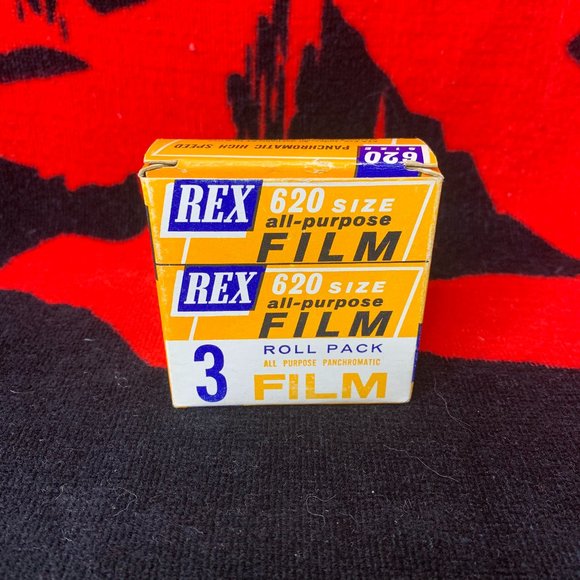 PANCHROMATIC HIGH SPEED
620
SIZE
REX
620 SIZE
all-purpose
FILM
REX
620 SIZE
all-purpose
FILM
3
ROLL PACK
ALL PURPOSE PANCHROMATIC
FILM